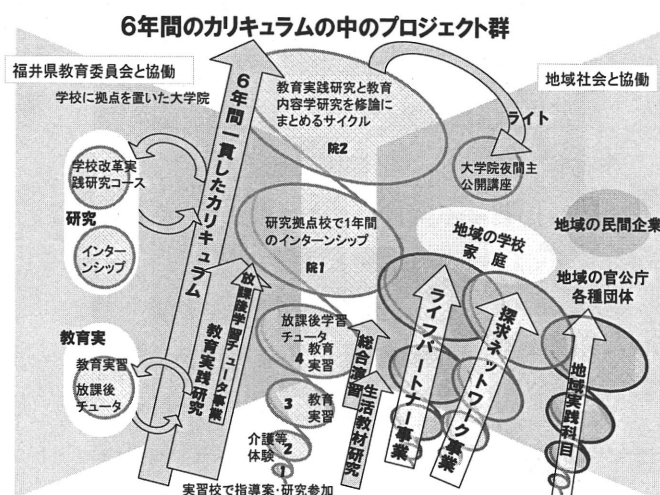 6年間のカリキュラムの中のプロジェクト群
福井県教育委員会と協働
地域社会と協働
学校に拠点を置いた大学院
6年間一貫したカリキュラム
教育実践研究と教育
内容学研究を修論に
まとめるサイクル
院2
ライト
大学院夜間主
公開講座
学校改革実
践研究コース
研究
インター
ンシップ
研究拠点校で1年間
のインターンシップ
院1
地域の学校
家 庭
地域の民間企業
地域の官公庁
各種団体
放課後学習チュータ事業
教育実践研究
放課後学習
チュータ
4 教育
実習
総合演習
生活教材研究
ライフパートナー事業
探求ネットワーク事業
地域実践科目
教育実
教育実習
放課後
チュータ
3 教育
実習
介護等
体験
2
1
実習校で指導案・研究参加